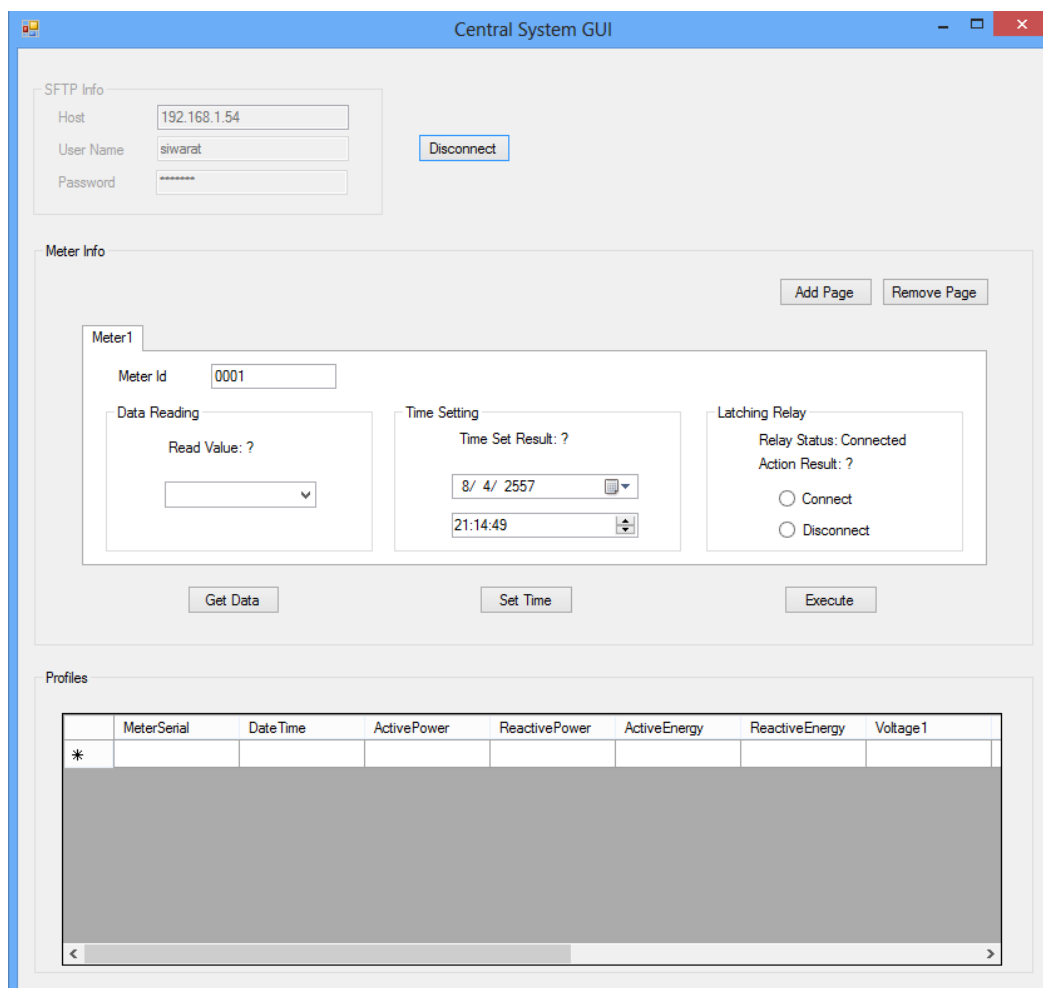 Central System GUI
SFTP Info
Host 192.168.1.54
User Name siwarat
Password *******
Disconnect
Meter Info
Add Page Remove Page
Meter1
Meter Id 0001
Data Reading
Read Value: ?
Time Setting
Time Set Result: ?
8/ 4/ 2557
21:14:49
Latching Relay
Relay Status: Connected
Action Result: ?
Connect
Disconnect
Get Data Set Time Execute
Profiles
MeterSerial DateTime ActivePower ReactivePower ActiveEnergy ReactiveEnergy Voltage1